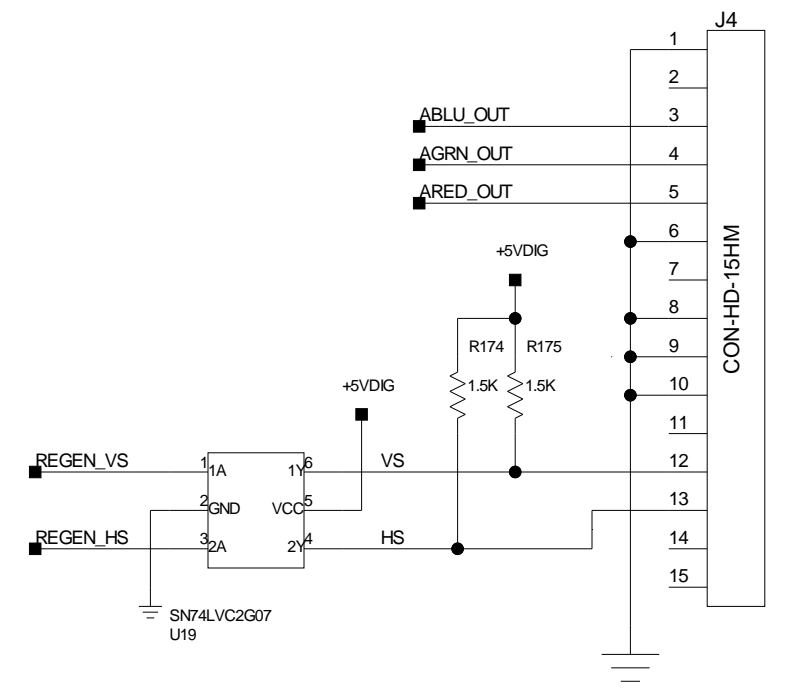 J4
1
2
ABLU_OUT 3
AGRN_OUT 4
ARED_OUT 5
6
+5VDIG
7
8
R174 R175
9
1.5K 1.5K
10
+5VDIG
11
CON-HD-15HM
REGEN_VS 1 1A 1Y 6 VS 12
2 GND VCC 5
13
REGEN_HS 3 2A 2Y 4 HS
14
15
SN74LVC2G07
U19